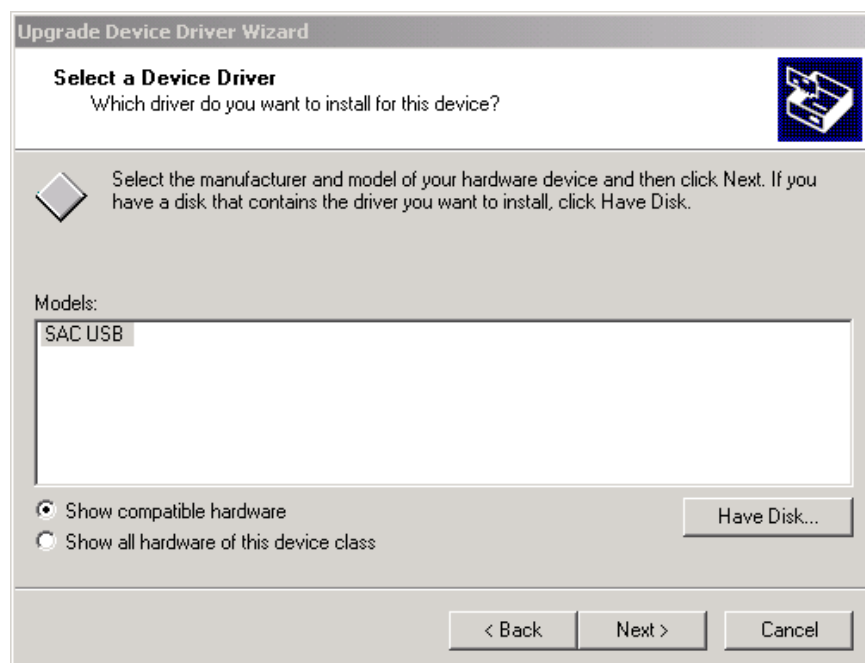 Upgrade Device Driver Wizard
Select a Device Driver
Which driver do you want to install for this device?
Select the manufacturer and model of your hardware device and then click Next. If you
have a disk that contains the driver you want to install, click Have Disk.
Models:
SAC USB
Show compatible hardware
Show all hardware of this device class
Have Disk...
< Back
Next >
Cancel